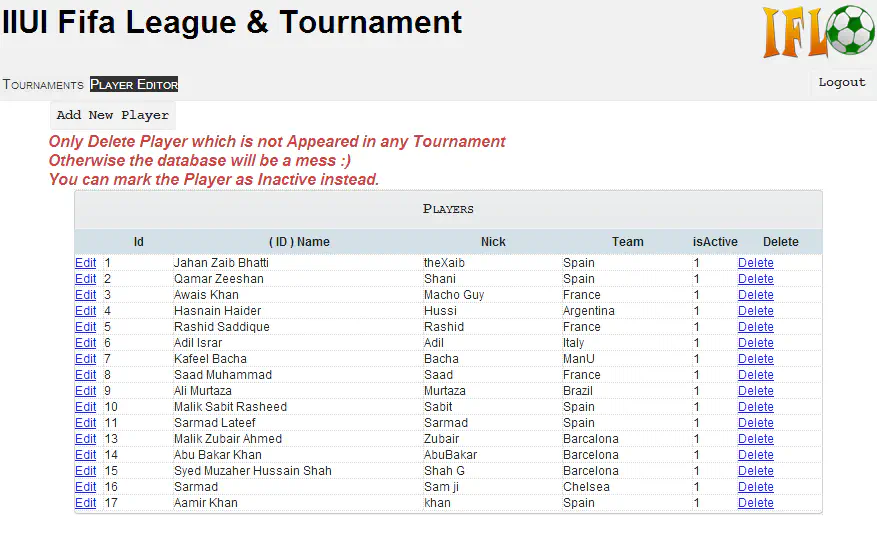 IIUI Fifa League & Tournament
IFL
Tournaments Player Editor Logout
Add New Player
Only Delete Player which is not Appeared in any Tournament
Otherwise the database will be a mess :)
You can mark the Player as Inactive instead.
Players
Id ( ID ) Name Nick Team isActive Delete
Edit 1 Jahan Zaib Bhatti theXaib Spain 1 Delete
Edit 2 Qamar Zeeshan Shani Spain 1 Delete
Edit 3 Awais Khan Macho Guy France 1 Delete
Edit 4 Hasnain Haider Hussi Argentina 1 Delete
Edit 5 Rashid Saddique Rashid France 1 Delete
Edit 6 Adil Israr Adil Italy 1 Delete
Edit 7 Kafeel Bacha Bacha ManU 1 Delete
Edit 8 Saad Muhammad Saad France 1 Delete
Edit 9 Ali Murtaza Murtaza Brazil 1 Delete
Edit 10 Malik Sabit Rasheed Sabit Spain 1 Delete
Edit 11 Sarmad Lateef Sarmad Spain 1 Delete
Edit 13 Malik Zubair Ahmed Zubair Barcalona 1 Delete
Edit 14 Abu Bakar Khan AbuBakar Barcelona 1 Delete
Edit 15 Syed Muzaher Hussain Shah Shah G Barcelona 1 Delete
Edit 16 Sarmad Sam ji Chelsea 1 Delete
Edit 17 Aamir Khan khan Spain 1 Delete